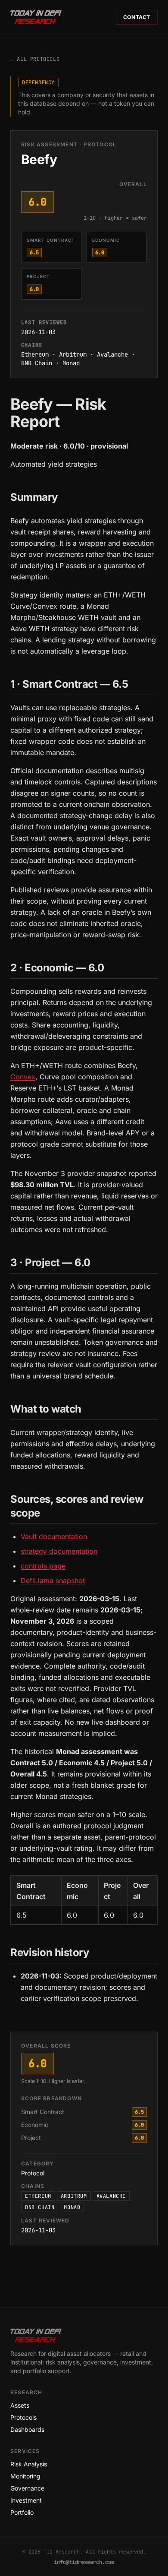 TODAY IN DEFI
RESEARCH
CONTACT
← ALL PROTOCOLS
DEPENDENCY
This covers a company or security that assets in
this database depend on — not a token you can
hold.
RISK ASSESSMENT · PROTOCOL
Beefy
OVERALL
6.0
1–10 · higher = safer
SMART CONTRACT
6.5
ECONOMIC
6.0
PROJECT
6.0
LAST REVIEWED
2026-11-03
CHAINS
Ethereum · Arbitrum · Avalanche ·
BNB Chain · Monad
Beefy — Risk
Report
Moderate risk · 6.0/10 · provisional
Automated yield strategies
Summary
Beefy automates yield strategies through
vault receipt shares, reward harvesting and
compounding. It is a wrapper and execution
layer over investments rather than the issuer
of underlying LP assets or a guarantee of
redemption.
Strategy identity matters: an ETH+/WETH
Curve/Convex route, a Monad
Morpho/Steakhouse WETH vault and an
Aave WETH strategy have different risk
chains. A lending strategy without borrowing
is not automatically a leverage loop.
1 · Smart Contract — 6.5
Vaults can use replaceable strategies. A
minimal proxy with fixed code can still send
capital to a different authorized strategy;
fixed wrapper code does not establish an
immutable mandate.
Official documentation describes multisig
and timelock controls. Captured descriptions
disagree on signer counts, so no count is
promoted to a current onchain observation.
A documented strategy-change delay is also
different from underlying venue governance.
Exact vault owners, approved delays, panic
permissions, pending changes and
code/audit bindings need deployment-
specific verification.
Published reviews provide assurance within
their scope, without proving every current
strategy. A lack of an oracle in Beefy's own
code does not eliminate inherited oracle,
price-manipulation or reward-swap risk.
2 · Economic — 6.0
Compounding sells rewards and reinvests
principal. Returns depend on the underlying
investments, reward prices and execution
costs. Share accounting, liquidity,
withdrawal/deleveraging constraints and
bridge exposure are product-specific.
An ETH+/WETH route combines Beefy,
Convex, Curve pool composition and
Reserve ETH+'s LST basket. A Monad
Morpho route adds curator/adapters,
borrower collateral, oracle and chain
assumptions; Aave uses a different credit
and withdrawal model. Brand-level APY or a
protocol count cannot substitute for those
layers.
The November 3 provider snapshot reported
$98.30 million TVL. It is provider-valued
capital rather than revenue, liquid reserves or
measured net flows. Current per-vault
returns, losses and actual withdrawal
outcomes were not refreshed.
3 · Project — 6.0
A long-running multichain operation, public
contracts, documented controls and a
maintained API provide useful operating
disclosure. A vault-specific legal repayment
obligor and independent financial assurance
remain unestablished. Token governance and
treasury are not a principal insurance. Fees
require the relevant vault configuration rather
than a universal brand schedule.
What to watch
Current wrapper/strategy identity, live
permissions and effective delays, underlying
funded allocations, reward liquidity and
measured withdrawals.
Sources, scores and review
scope
Vault documentation
strategy documentation
controls page
DefiLlama snapshot
Original assessment: 2026-03-15. Last
whole-review date remains 2026-03-15;
November 3, 2026 is a scoped
documentary, product-identity and business-
context revision. Scores are retained
provisionally pending current deployment
evidence. Complete authority, code/audit
binding, funded allocations and executable
exits were not released. Provider TVL
figures, where cited, are dated observations
rather than net assets, net flows or proof
of exit capacity. No new live dashboard or
account measurement is implied.
The historical Monad assessment was
Contract 5.0 / Economic 4.5 / Project 5.0 /
Overall 4.5. It remains provisional within its
older package, not a fresh blanket score for
current Monad strategies.
Higher scores mean safer on a 1–10 scale.
Overall is an authored protocol judgment
rather than a separate asset, parent-protocol
or underlying-vault rating. It may differ from
the arithmetic mean of the three axes.
Smart
Contract
Econo
mic
Proje
ct
Over
all
6.5
6.0
6.0
6.0
Revision history
2026-11-03: Scoped product/deployment
and documentary revision; scores and
earlier verification scope preserved.
OVERALL SCORE
6.0
Scale 1–10. Higher is safer.
SCORE BREAKDOWN
Smart Contract
6.5
Economic
6.0
Project
6.0
CATEGORY
Protocol
CHAINS
ETHEREUM
ARBITRUM
AVALANCHE
BNB CHAIN
MONAD
LAST REVIEWED
2026-11-03
TODAY IN DEFI
RESEARCH
Research for digital asset allocators — retail and
institutional: risk analysis, governance, investment,
and portfolio support.
RESEARCH
Assets
Protocols
Dashboards
SERVICES
Risk Analysis
Monitoring
Governance
Investment
Portfolio
© 2026 TID Research. All rights reserved.
info@tidresearch.com